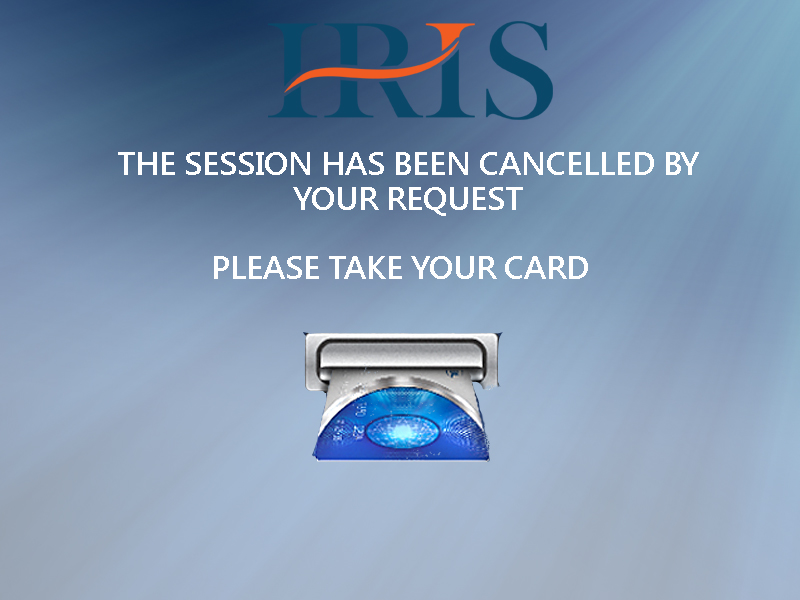 IRIS
THE SESSION HAS BEEN CANCELLED BY
YOUR REQUEST
PLEASE TAKE YOUR CARD